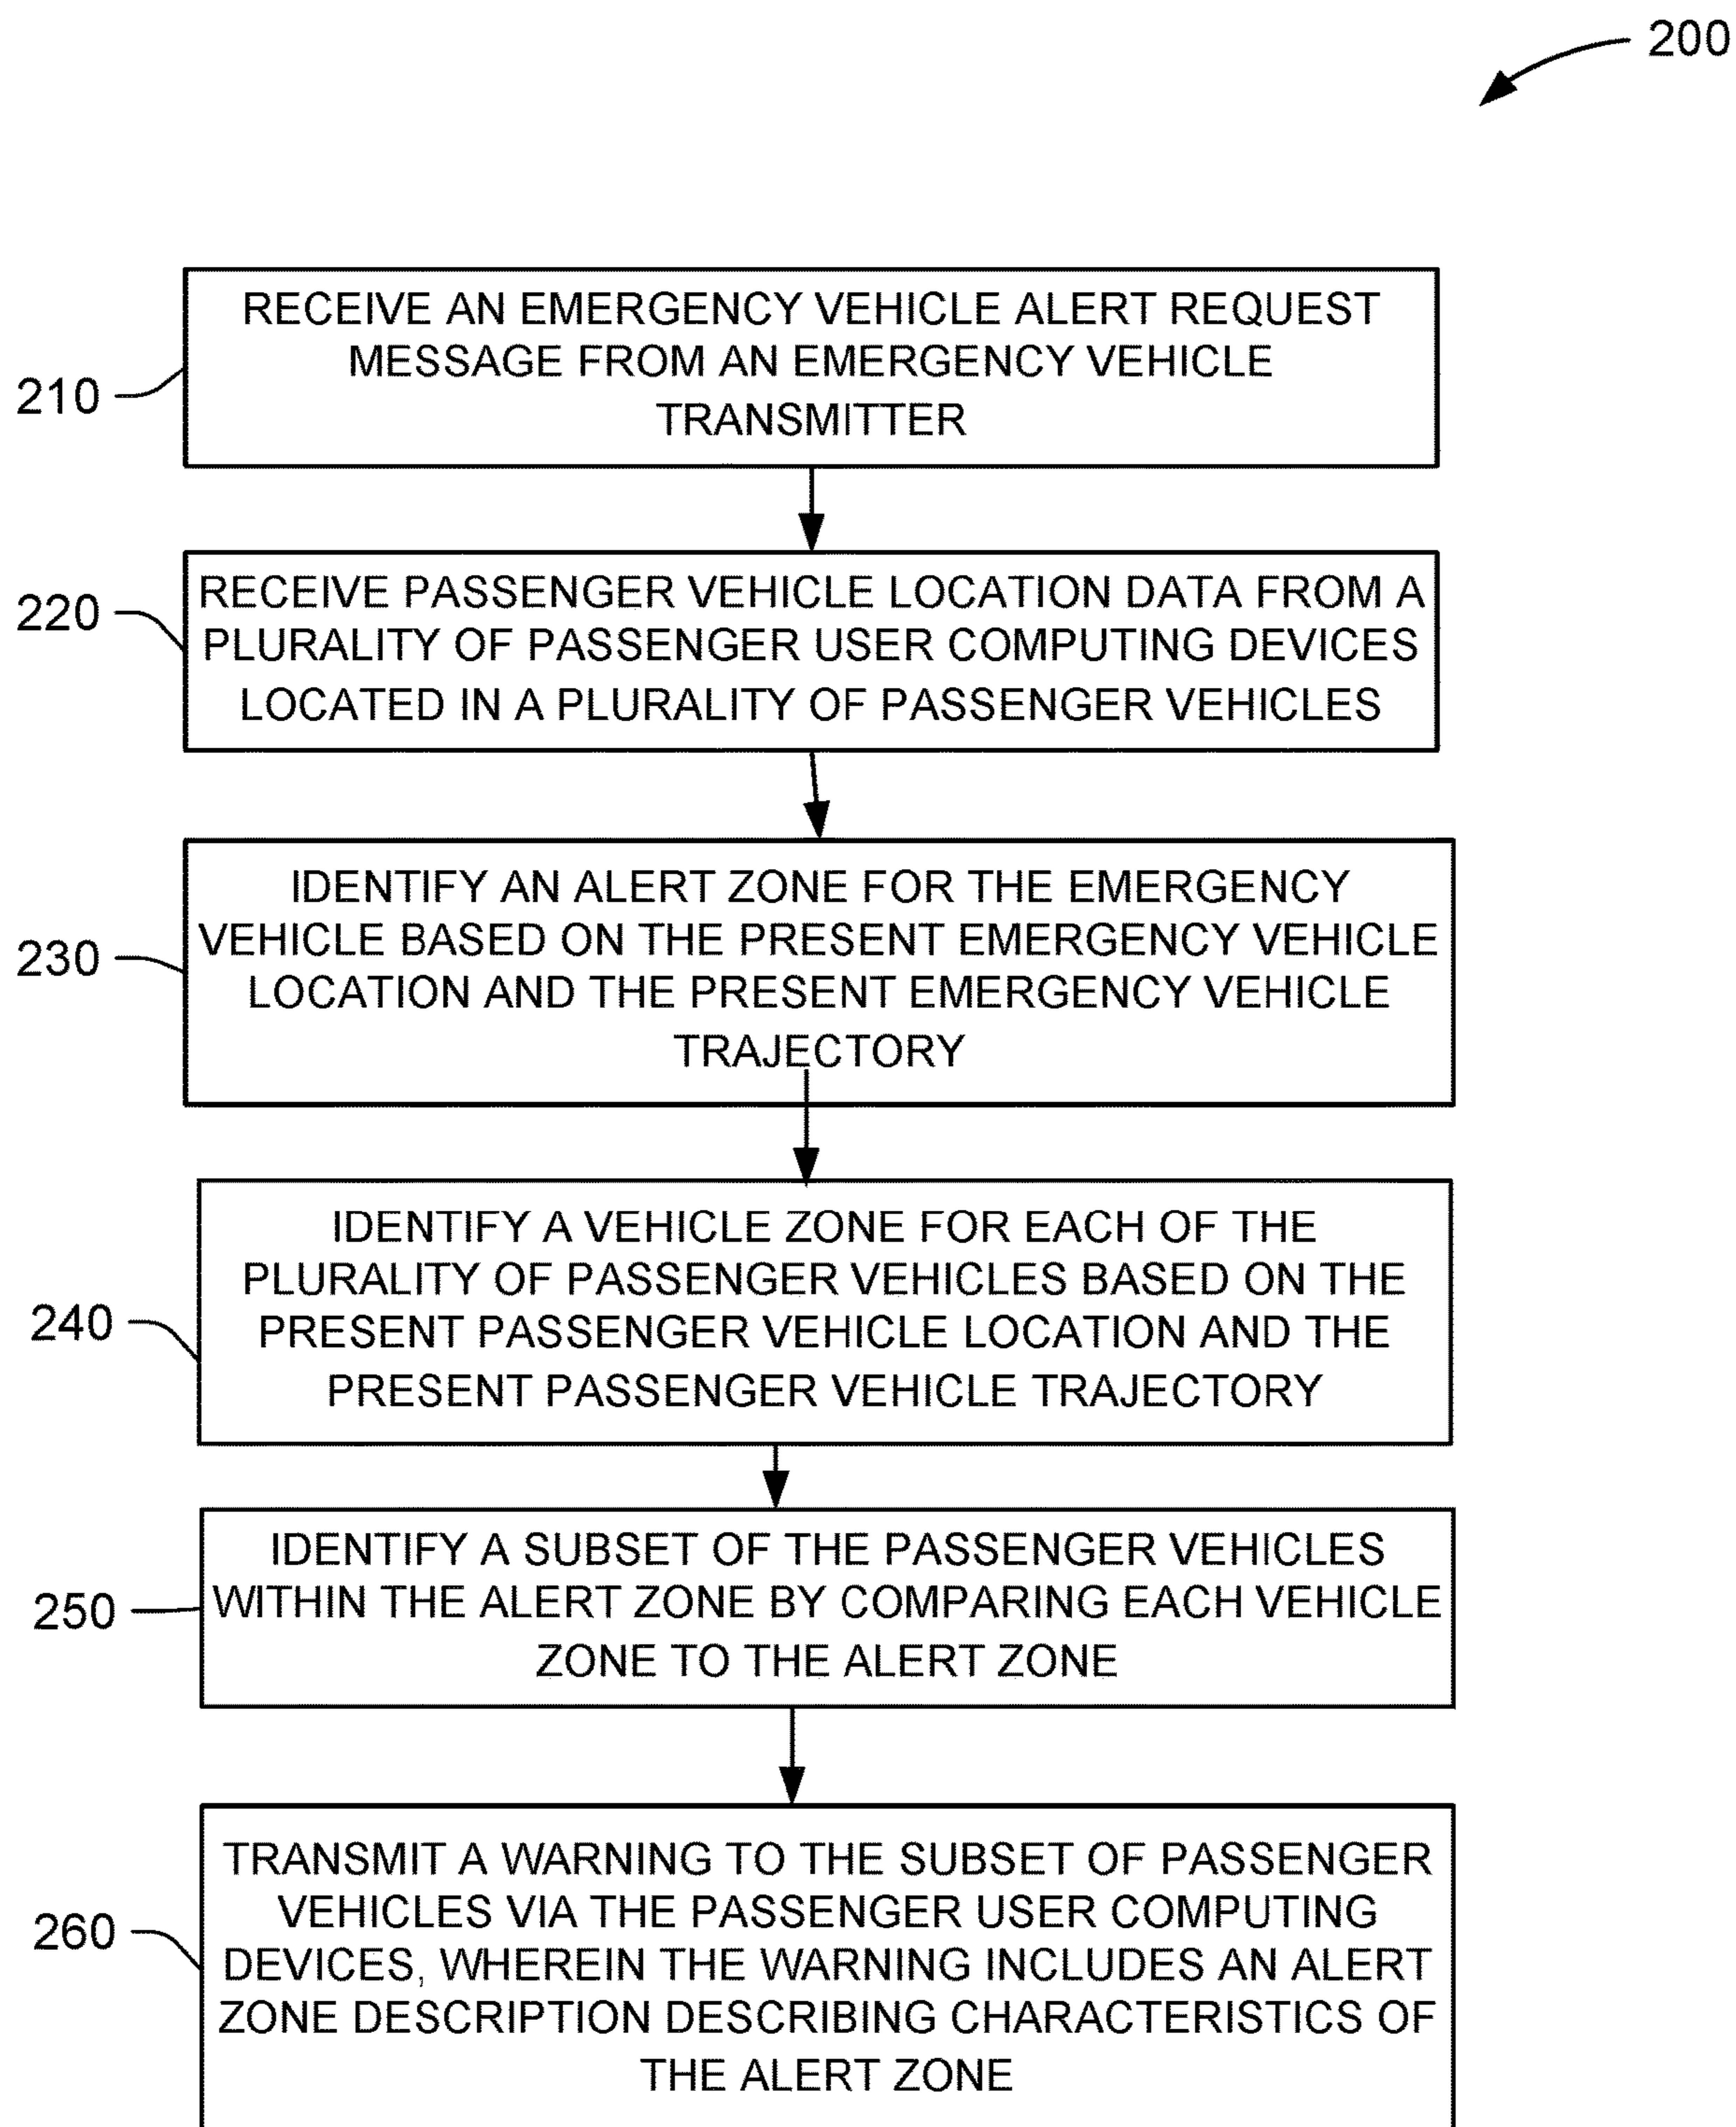 200
RECEIVE AN EMERGENCY VEHICLE ALERT REQUEST
MESSAGE FROM AN EMERGENCY VEHICLE
TRANSMITTER
210
RECEIVE PASSENGER VEHICLE LOCATION DATA FROM A
PLURALITY OF PASSENGER USER COMPUTING DEVICES
LOCATED IN A PLURALITY OF PASSENGER VEHICLES
220
IDENTIFY AN ALERT ZONE FOR THE EMERGENCY
VEHICLE BASED ON THE PRESENT EMERGENCY VEHICLE
LOCATION AND THE PRESENT EMERGENCY VEHICLE
TRAJECTORY
230
IDENTIFY A VEHICLE ZONE FOR EACH OF THE
PLURALITY OF PASSENGER VEHICLES BASED ON THE
PRESENT PASSENGER VEHICLE LOCATION AND THE
PRESENT PASSENGER VEHICLE TRAJECTORY
240
IDENTIFY A SUBSET OF THE PASSENGER VEHICLES
WITHIN THE ALERT ZONE BY COMPARING EACH VEHICLE
ZONE TO THE ALERT ZONE
250
TRANSMIT A WARNING TO THE SUBSET OF PASSENGER
VEHICLES VIA THE PASSENGER USER COMPUTING
DEVICES, WHEREIN THE WARNING INCLUDES AN ALERT
ZONE DESCRIPTION DESCRIBING CHARACTERISTICS OF
THE ALERT ZONE
260